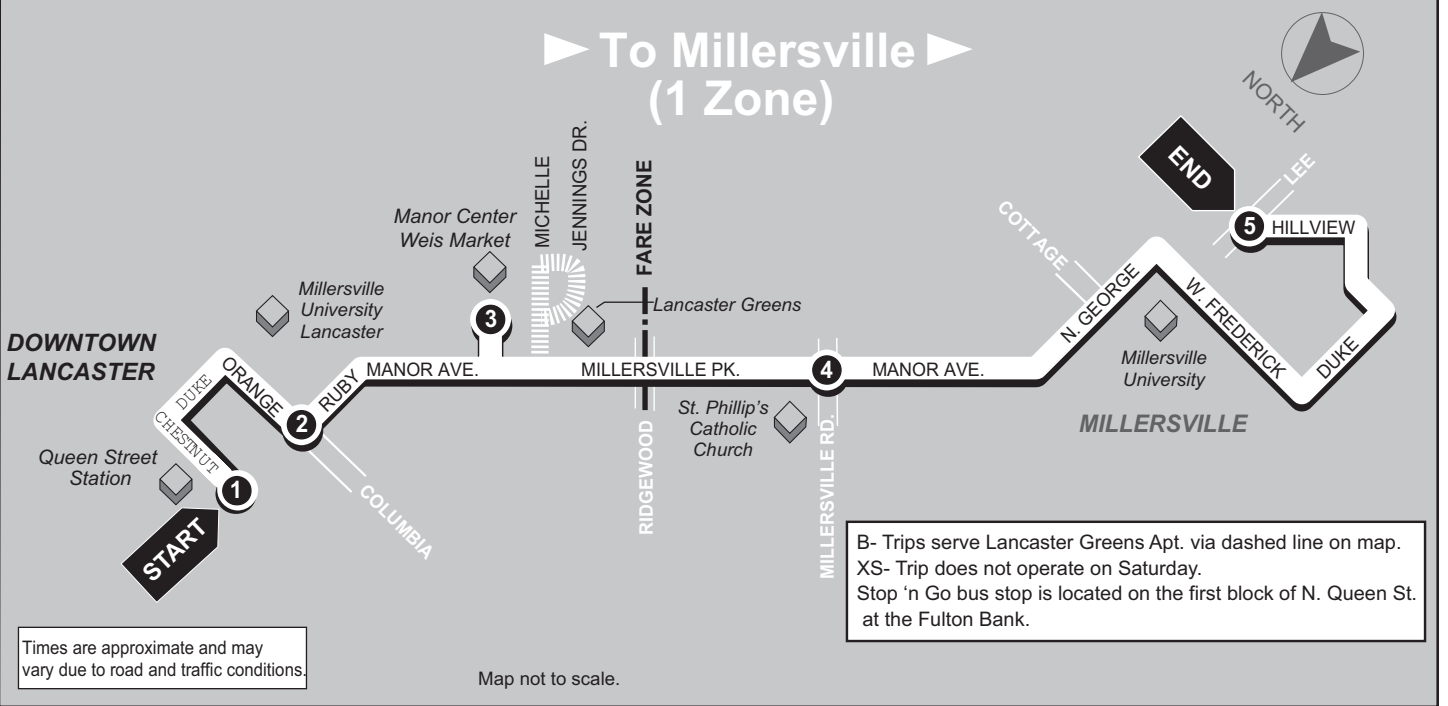 To Millersville
(1 Zone)
NORTH
END
LEE
COTTAGE
5
HILLVIEW
N. GEORGE
W. FREDERICK
DUKE
Millersville
University
MILLERSVILLE
MICHELLE
JENNINGS DR.
FARE ZONE
Manor Center
Weis Market
3
Lancaster Greens
Millersville
University
Lancaster
DOWNTOWN
LANCASTER
DUKE
ORANGE
CHESTNUT
2
RUBY
MANOR AVE.
MILLERSVILLE PK.
4
MANOR AVE.
St. Phillip's
Catholic
Church
RIDGEWOOD
MILLERSVILLE RD.
Queen Street
Station
1
START
COLUMBIA
B- Trips serve Lancaster Greens Apt. via dashed line on map.
XS- Trip does not operate on Saturday.
Stop ‘n Go bus stop is located on the first block of N. Queen St.
at the Fulton Bank.
Times are approximate and may
vary due to road and traffic conditions.
Map not to scale.